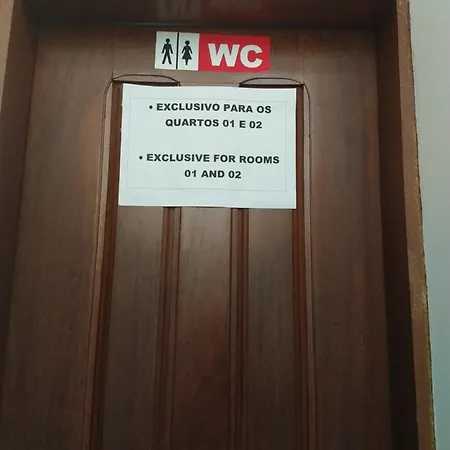 WC
• EXCLUSIVO PARA OS
QUARTOS 01 E 02
• EXCLUSIVE FOR ROOMS
01 AND 02